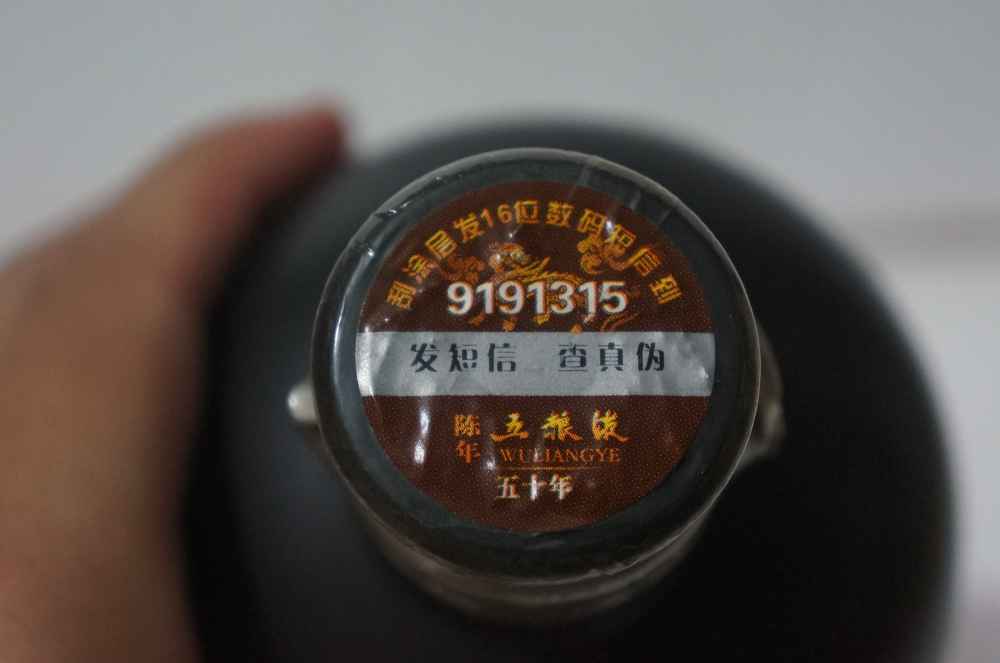 刮涂层发16位数码短信到
9191315
发短信 查真伪
陈年 五粮液
WULIANGYE
五十年